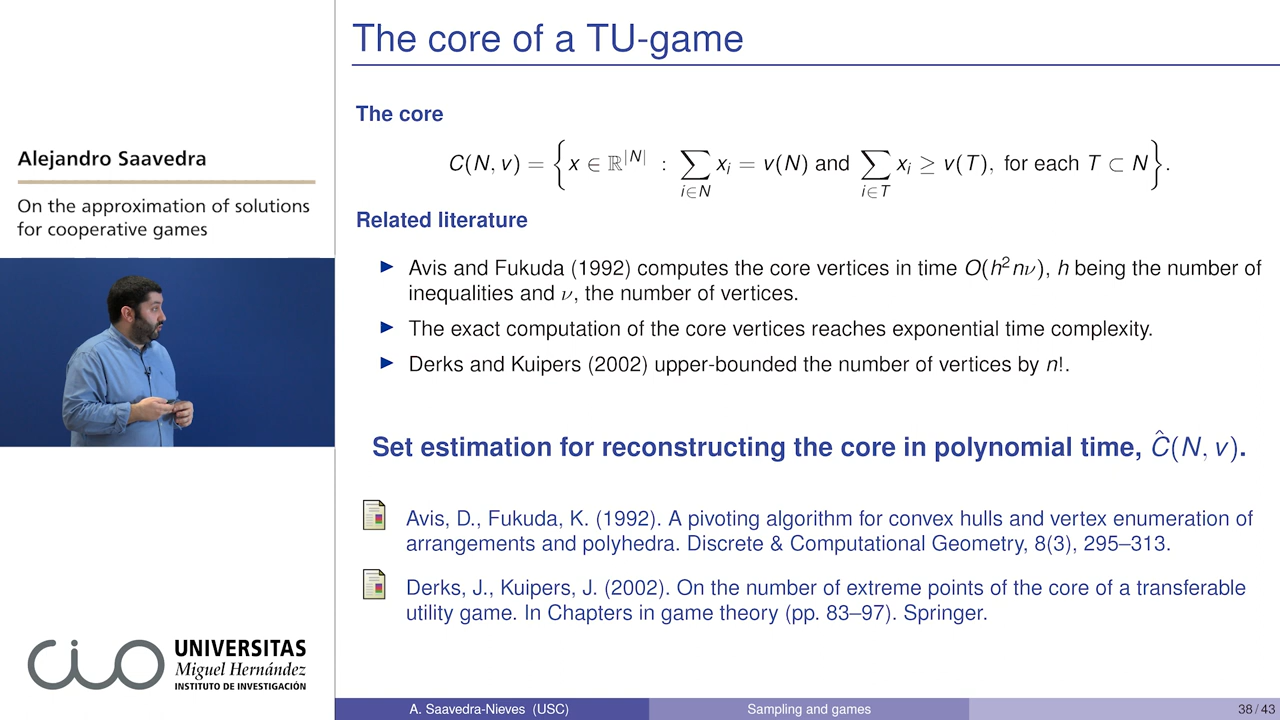 The core of a TU-game
Alejandro Saavedra
On the approximation of solutions
for cooperative games
The core
C(N, v) = { x ∈ ℝ^|N| : ∑_{i∈N} x_i = v(N) and ∑_{i∈T} x_i ≥ v(T), for each T ⊂ N }.
Related literature
Avis and Fukuda (1992) computes the core vertices in time O(h²nν), h being the number of
inequalities and ν, the number of vertices.
The exact computation of the core vertices reaches exponential time complexity.
Derks and Kuipers (2002) upper-bounded the number of vertices by n!.
Set estimation for reconstructing the core in polynomial time, Ĉ(N, v).
Avis, D., Fukuda, K. (1992). A pivoting algorithm for convex hulls and vertex enumeration of
arrangements and polyhedra. Discrete & Computational Geometry, 8(3), 295–313.
Derks, J., Kuipers, J. (2002). On the number of extreme points of the core of a transferable
utility game. In Chapters in game theory (pp. 83–97). Springer.
CIO
UNIVERSITAS
Miguel Hernández
INSTITUTO DE INVESTIGACIÓN
A. Saavedra-Nieves (USC)
Sampling and games
38 / 43